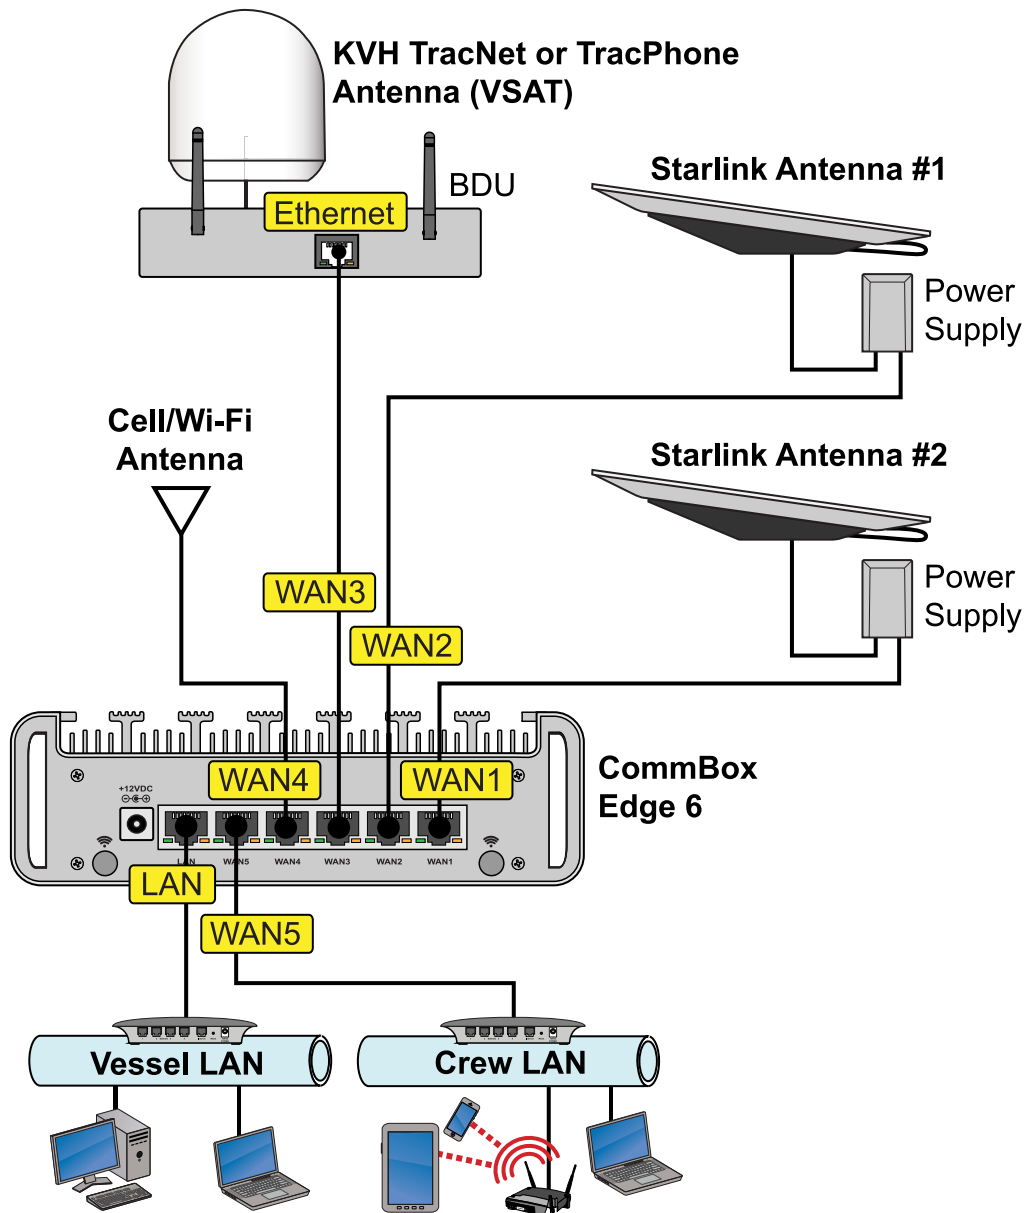 KVH TracNet or TracPhone
Antenna (VSAT)
BDU
Ethernet
Starlink Antenna #1
Power
Supply
Cell/Wi-Fi
Antenna
Starlink Antenna #2
Power
Supply
WAN3
WAN2
WAN4
WAN1
CommBox
Edge 6
+12VDC
LAN
WAN5
WAN4
WAN3
WAN2
WAN1
LAN
WAN5
Vessel LAN
Crew LAN